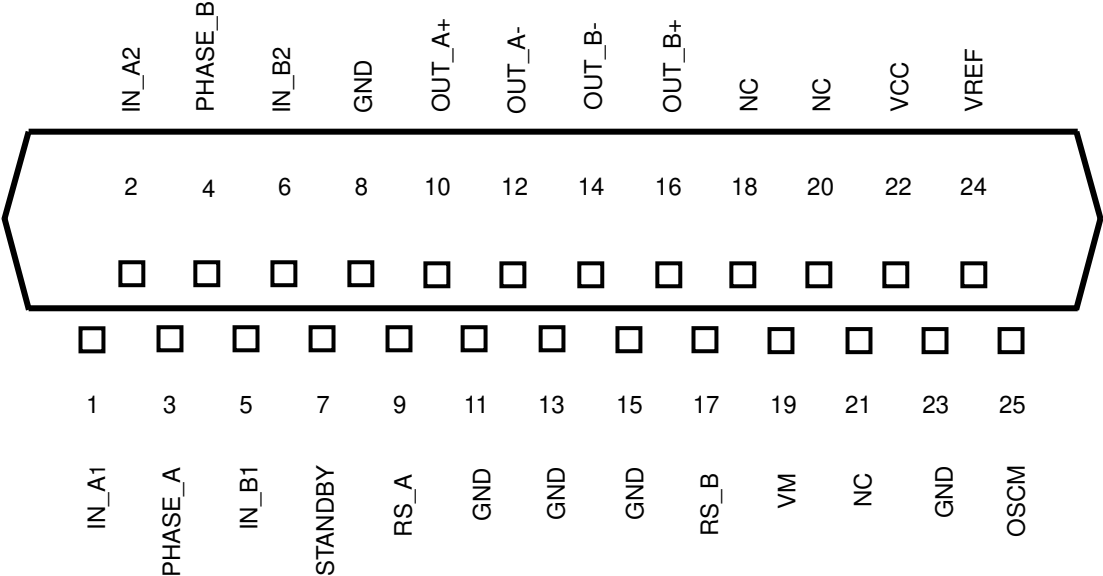 IN_A2 PHASE_B IN_B2 GND OUT_A+ OUT_A- OUT_B- OUT_B+ NC NC VCC VREF
2 4 6 8 10 12 14 16 18 20 22 24
1 3 5 7 9 11 13 15 17 19 21 23 25
IN_A1 PHASE_A IN_B1 STANDBY RS_A GND GND GND RS_B VM NC GND OSCM